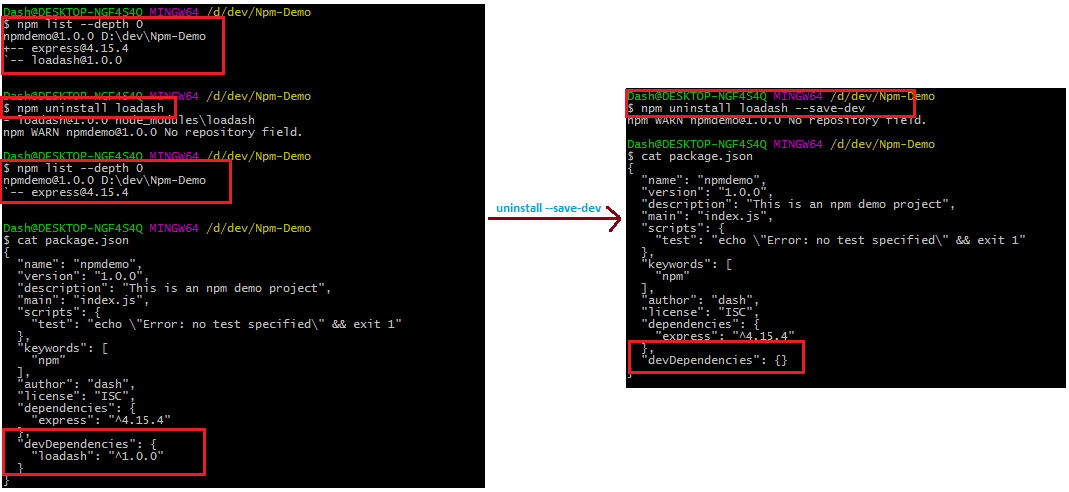 Dash@DESKTOP-NGF4S4Q MINGW64 /d/dev/Npm-Demo
$ npm list --depth 0
npmdemo@1.0.0 D:\dev\Npm-Demo
+-- express@4.15.4
`-- loadash@1.0.0
Dash@DESKTOP-NGF4S4Q MINGW64 /d/dev/Npm-Demo
$ npm uninstall loadash
- loadash@1.0.0 node_modules\loadash
npm WARN npmdemo@1.0.0 No repository field.
Dash@DESKTOP-NGF4S4Q MINGW64 /d/dev/Npm-Demo
$ npm list --depth 0
npmdemo@1.0.0 D:\dev\Npm-Demo
`-- express@4.15.4
Dash@DESKTOP-NGF4S4Q MINGW64 /d/dev/Npm-Demo
$ cat package.json
{
  "name": "npmdemo",
  "version": "1.0.0",
  "description": "This is an npm demo project",
  "main": "index.js",
  "scripts": {
    "test": "echo \"Error: no test specified\" && exit 1"
  },
  "keywords": [
    "npm"
  ],
  "author": "dash",
  "license": "ISC",
  "dependencies": {
    "express": "^4.15.4"
  },
  "devDependencies": {
    "loadash": "^1.0.0"
  }
}
uninstall --save-dev
Dash@DESKTOP-NGF4S4Q MINGW64 /d/dev/Npm-Demo
$ npm uninstall loadash --save-dev
npm WARN npmdemo@1.0.0 No repository field.
Dash@DESKTOP-NGF4S4Q MINGW64 /d/dev/Npm-Demo
$ cat package.json
{
  "name": "npmdemo",
  "version": "1.0.0",
  "description": "This is an npm demo project",
  "main": "index.js",
  "scripts": {
    "test": "echo \"Error: no test specified\" && exit 1"
  },
  "keywords": [
    "npm"
  ],
  "author": "dash",
  "license": "ISC",
  "dependencies": {
    "express": "^4.15.4"
  },
  "devDependencies": {}
}